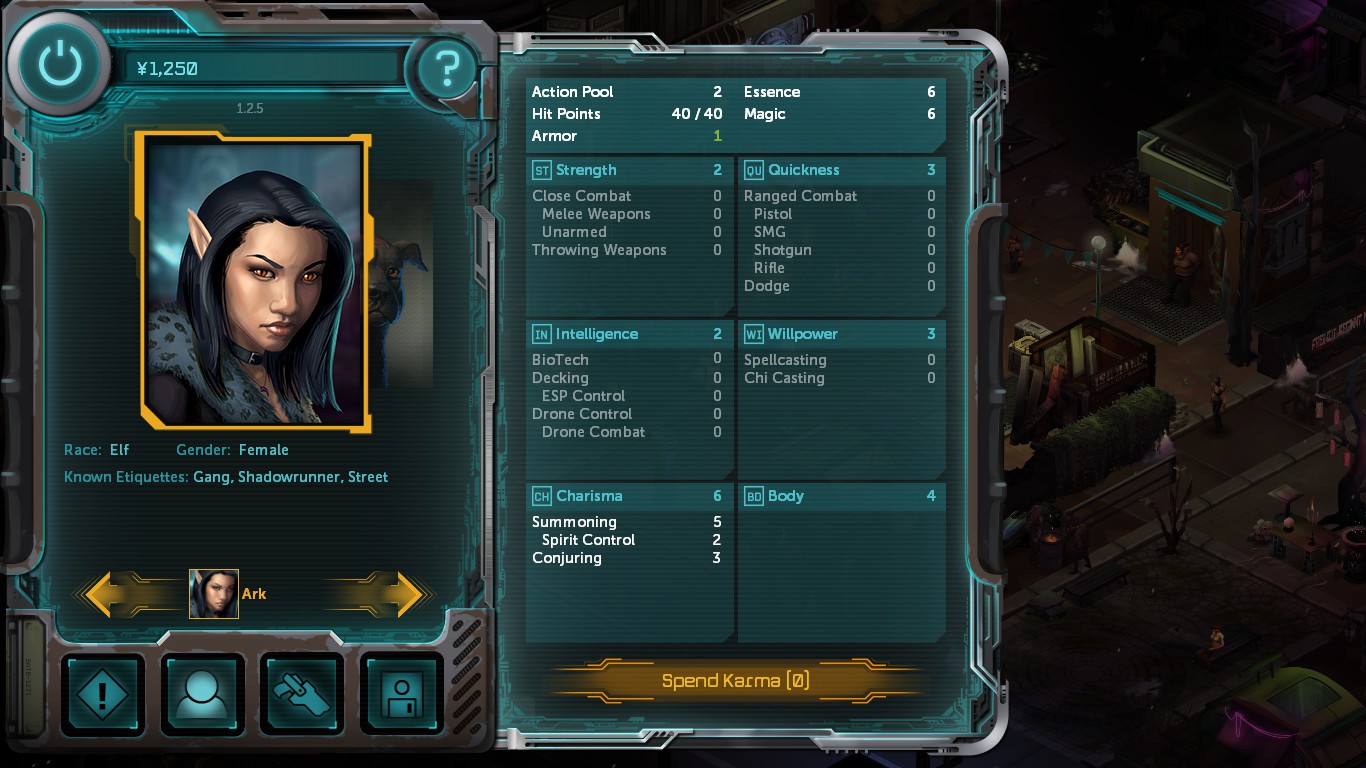 ¥1,250
?
1.2.5
Race: Elf Gender: Female
Known Etiquettes: Gang, Shadowrunner, Street
Ark
!
Action Pool 2
Hit Points 40 / 40
Armor 1
Essence 6
Magic 6
ST Strength 2
Close Combat 0
Melee Weapons 0
Unarmed 0
Throwing Weapons 0
QU Quickness 3
Ranged Combat 0
Pistol 0
SMG 0
Shotgun 0
Rifle 0
Dodge 0
IN Intelligence 2
BioTech 0
Decking 0
ESP Control 0
Drone Control 0
Drone Combat 0
WI Willpower 3
Spellcasting 0
Chi Casting 0
CH Charisma 6
Summoning 5
Spirit Control 2
Conjuring 3
BD Body 4
Spend Karma [0]